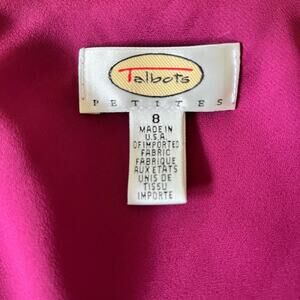 Talbots
PETITES
8
MADE IN
U.S.A.
OF IMPORTED
FABRIC
FABRIQUE
AUX ETATS
UNIS DE
TISSU
IMPORTE